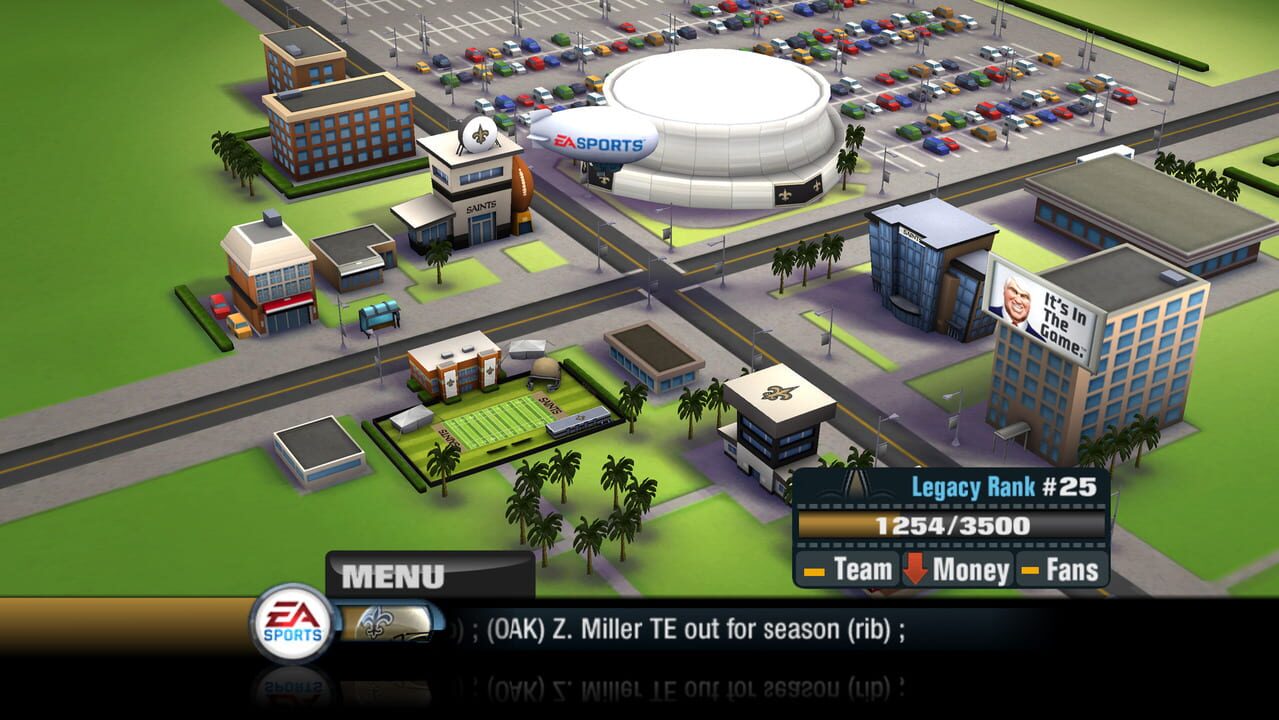 EA SPORTS
SAINTS
SAINTS
It's In
The
Game.
SAINTS
SAINTS
Legacy Rank #25
1254/3500
Team Money Fans
MENU
EA
SPORTS
) ; (OAK) Z. Miller TE out for season (rib) ;